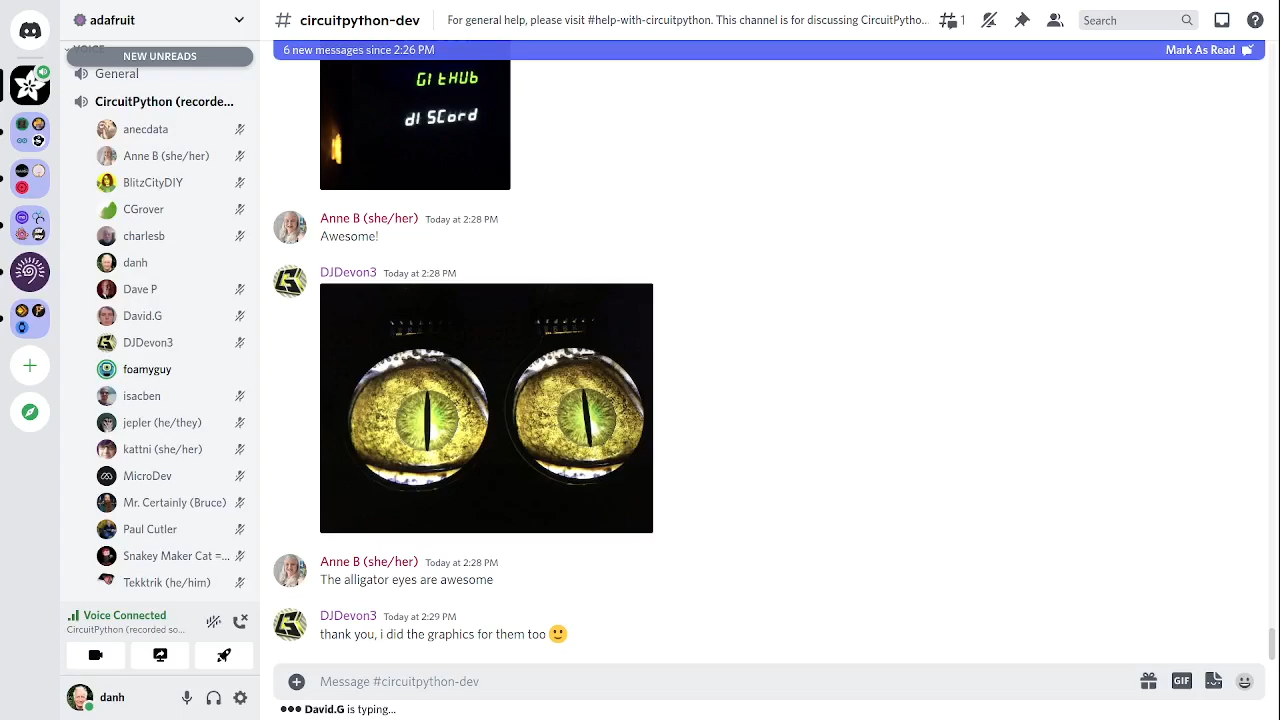 adafruit
# circuitpython-dev
For general help, please visit #help-with-circuitpython. This channel is for discussing CircuitPytho...
1
Search
VOICE
NEW UNREADS
General
CircuitPython (recorde...
anecdata
Anne B (she/her)
BlitzCityDIY
CGrover
charlesb
danh
Dave P
David.G
DJDevon3
foamyguy
isacben
jepler (he/they)
kattni (she/her)
MicroDev
Mr. Certainly (Bruce)
Paul Cutler
Snakey Maker Cat =...
Tekktrik (he/him)
Voice Connected
CircuitPython (recorded so...
danh
6 new messages since 2:26 PM
Mark As Read
GItHUb
dISCord
Anne B (she/her) Today at 2:28 PM
Awesome!
DJDevon3 Today at 2:28 PM
Anne B (she/her) Today at 2:28 PM
The alligator eyes are awesome
DJDevon3 Today at 2:29 PM
thank you, i did the graphics for them too
Message #circuitpython-dev
GIF
David.G is typing...